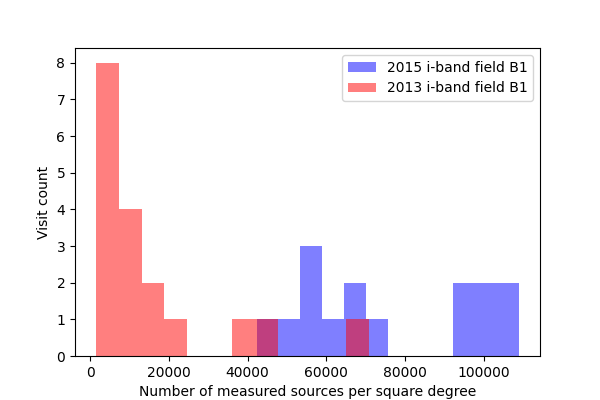 2015 i-band field B1
2013 i-band field B1
8
7
6
5
4
3
2
1
0
Visit count
0 20000 40000 60000 80000 100000
Number of measured sources per square degree